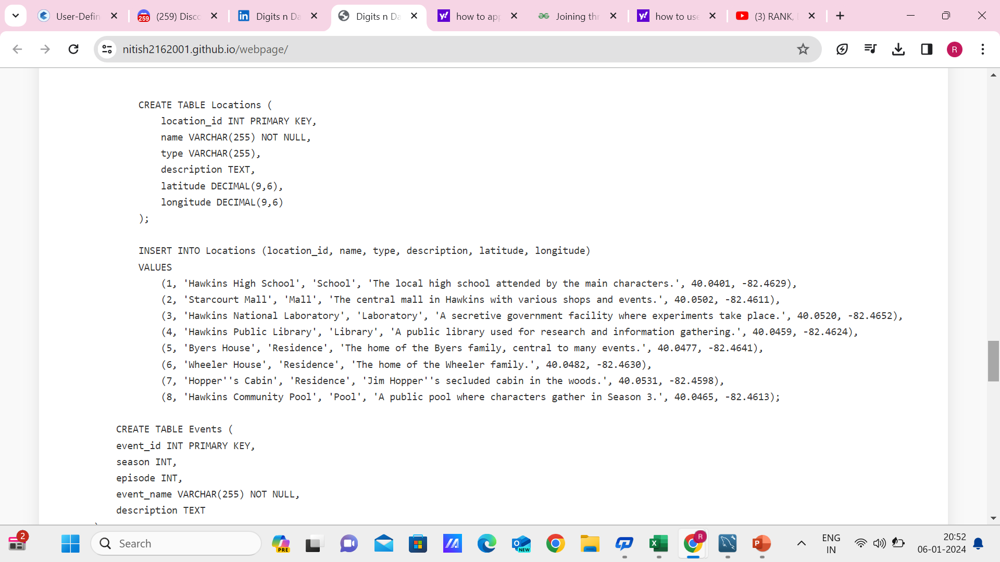 User-Defin
259
(259) Disco
in
Digits n Da
Digits n Da
y!
how to app
Joining thr
y!
how to use
(3) RANK,
nitish2162001.github.io/webpage/
R
CREATE TABLE Locations (
location_id INT PRIMARY KEY,
name VARCHAR(255) NOT NULL,
type VARCHAR(255),
description TEXT,
latitude DECIMAL(9,6),
longitude DECIMAL(9,6)
);
INSERT INTO Locations (location_id, name, type, description, latitude, longitude)
VALUES
(1, 'Hawkins High School', 'School', 'The local high school attended by the main characters.', 40.0401, -82.4629),
(2, 'Starcourt Mall', 'Mall', 'The central mall in Hawkins with various shops and events.', 40.0502, -82.4611),
(3, 'Hawkins National Laboratory', 'Laboratory', 'A secretive government facility where experiments take place.', 40.0520, -82.4652),
(4, 'Hawkins Public Library', 'Library', 'A public library used for research and information gathering.', 40.0459, -82.4624),
(5, 'Byers House', 'Residence', 'The home of the Byers family, central to many events.', 40.0477, -82.4641),
(6, 'Wheeler House', 'Residence', 'The home of the Wheeler family.', 40.0482, -82.4630),
(7, 'Hopper''s Cabin', 'Residence', 'Jim Hopper''s secluded cabin in the woods.', 40.0531, -82.4598),
(8, 'Hawkins Community Pool', 'Pool', 'A public pool where characters gather in Season 3.', 40.0465, -82.4613);
CREATE TABLE Events (
event_id INT PRIMARY KEY,
season INT,
episode INT,
event_name VARCHAR(255) NOT NULL,
description TEXT
2
Search
PRE
NEW
R
ENG
IN
20:52
06-01-2024